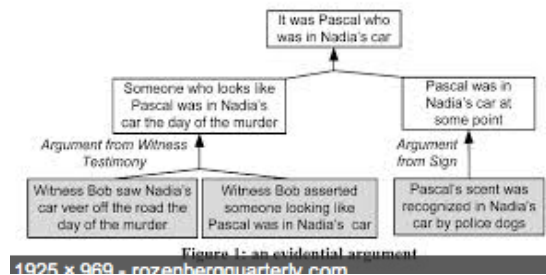 It was Pascal who
was in Nadia's car
Someone who looks like
Pascal was in Nadia's
car the day of the murder
Pascal was in
Nadia's car at
some point
Argument from Witness
Testimony
Argument
from Sign
Witness Bob saw Nadia's
car veer off the road the
day of the murder
Witness Bob asserted
someone looking like
Pascal was in Nadia's car
Pascal's scent was
recognized in Nadia's
car by police dogs
Figure 1: an evidential argument
1925 × 969 - rozenbergquarterly.com